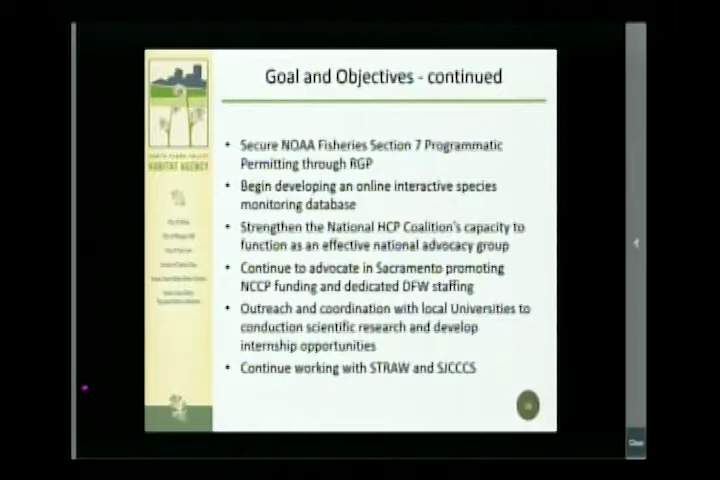 Goal and Objectives - continued
HABITAT AGENCY
• Secure NOAA Fisheries Section 7 Programmatic
Permitting through RGP
• Begin developing an online interactive species
monitoring database
• Strengthen the National HCP Coalition's capacity to
function as an effective national advocacy group
• Continue to advocate in Sacramento promoting
NCCP funding and dedicated DFW staffing
• Outreach and coordination with local Universities to
conduction scientific research and develop
internship opportunities
• Continue working with STRAW and SJCCCS